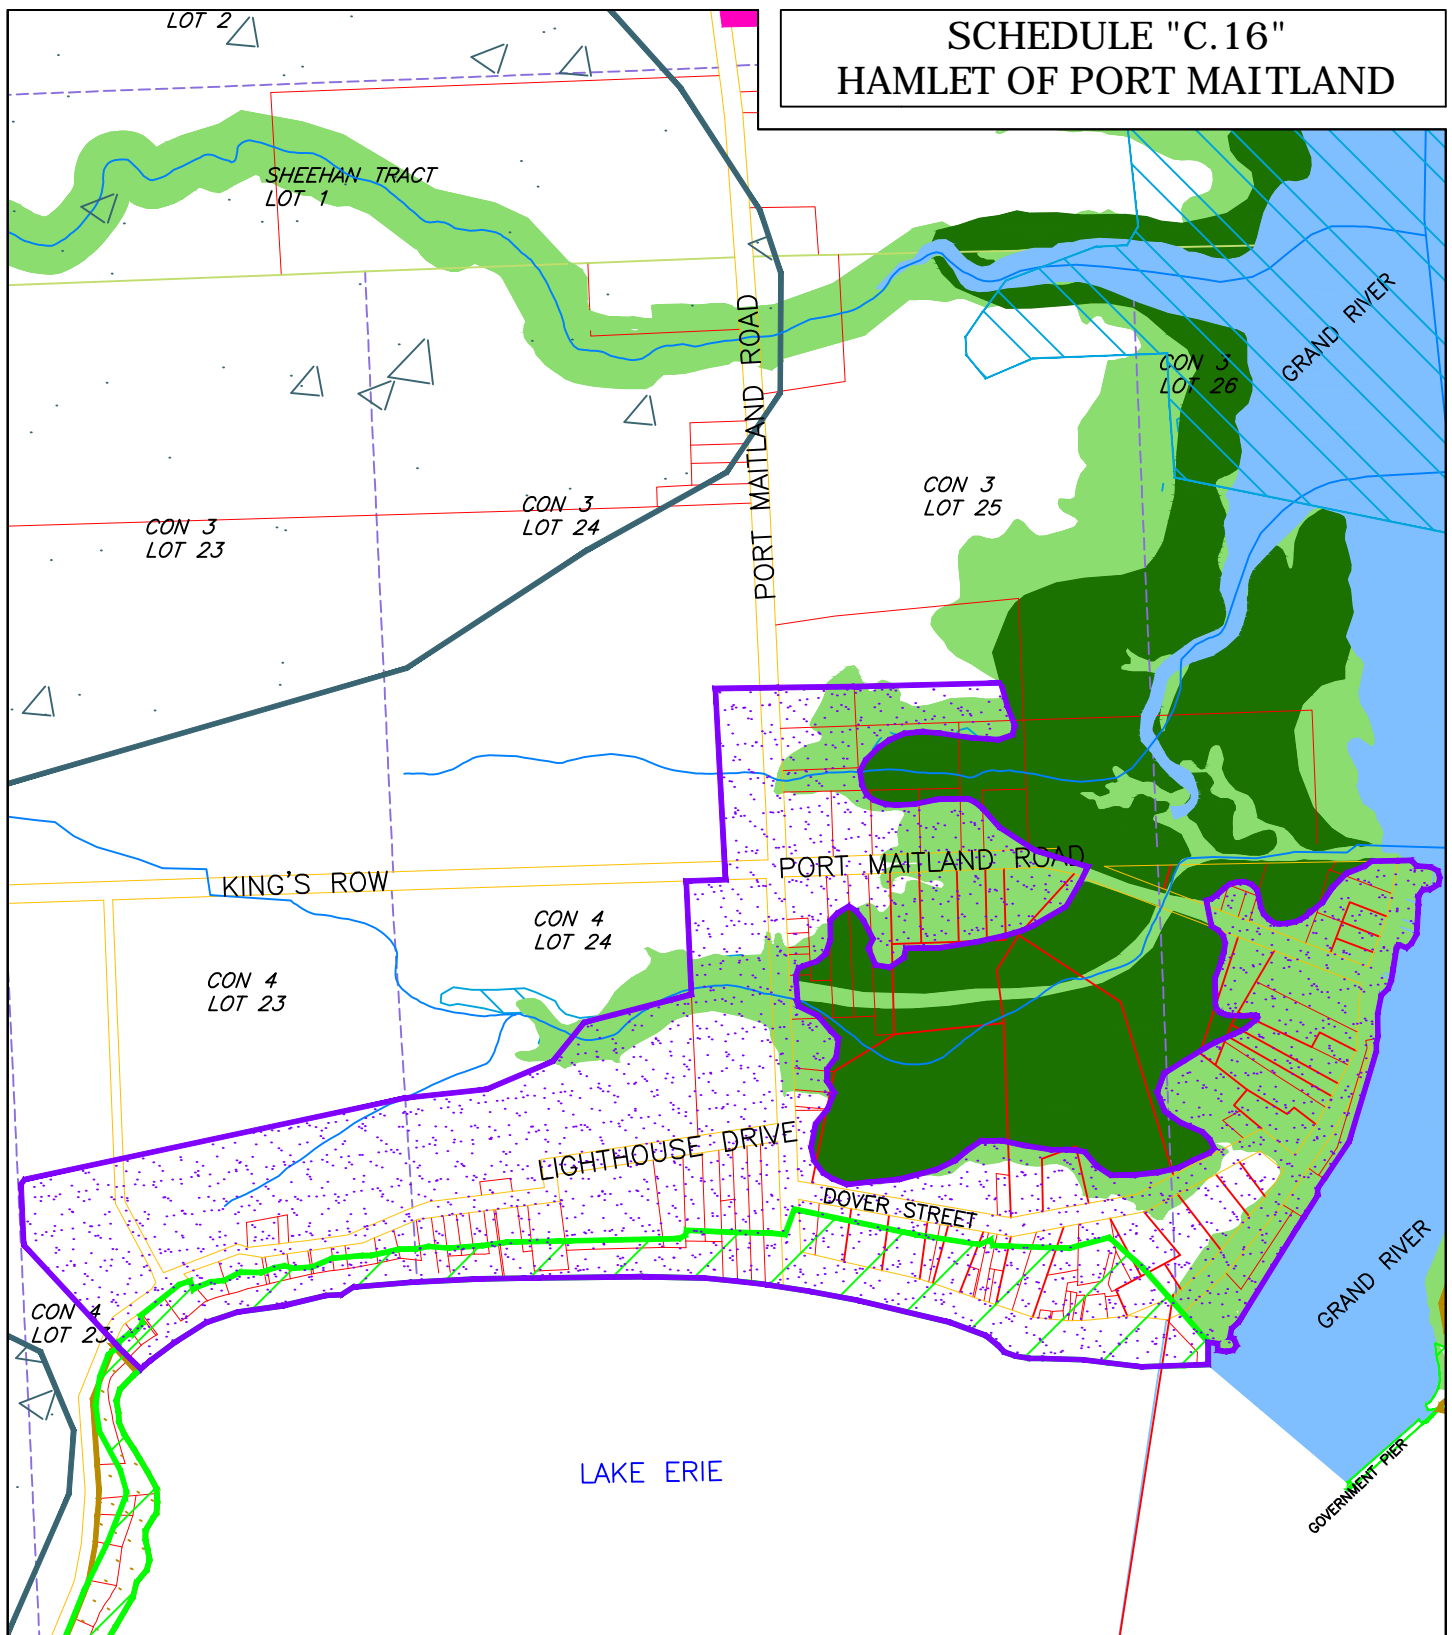 LOT 2
SCHEDULE "C.16"
HAMLET OF PORT MAITLAND
SHEEHAN TRACT
LOT 1
GRAND RIVER
PORT MAITLAND ROAD
CON 3
LOT 26
CON 3
LOT 25
CON 3
LOT 24
CON 3
LOT 23
PORT MAITLAND ROAD
KING'S ROW
CON 4
LOT 24
CON 4
LOT 23
LIGHTHOUSE DRIVE
DOVER STREET
GRAND RIVER
CON 4
LOT 23
LAKE ERIE
GOVERNMENT PIER